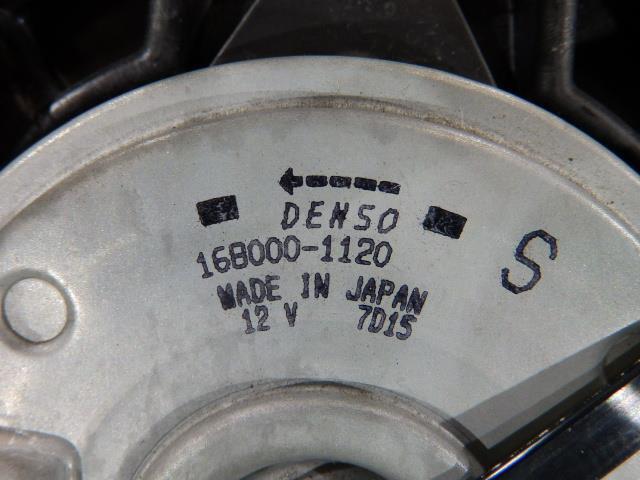 DENSO
168000-1120
S
MADE IN JAPAN
12 V 7D15